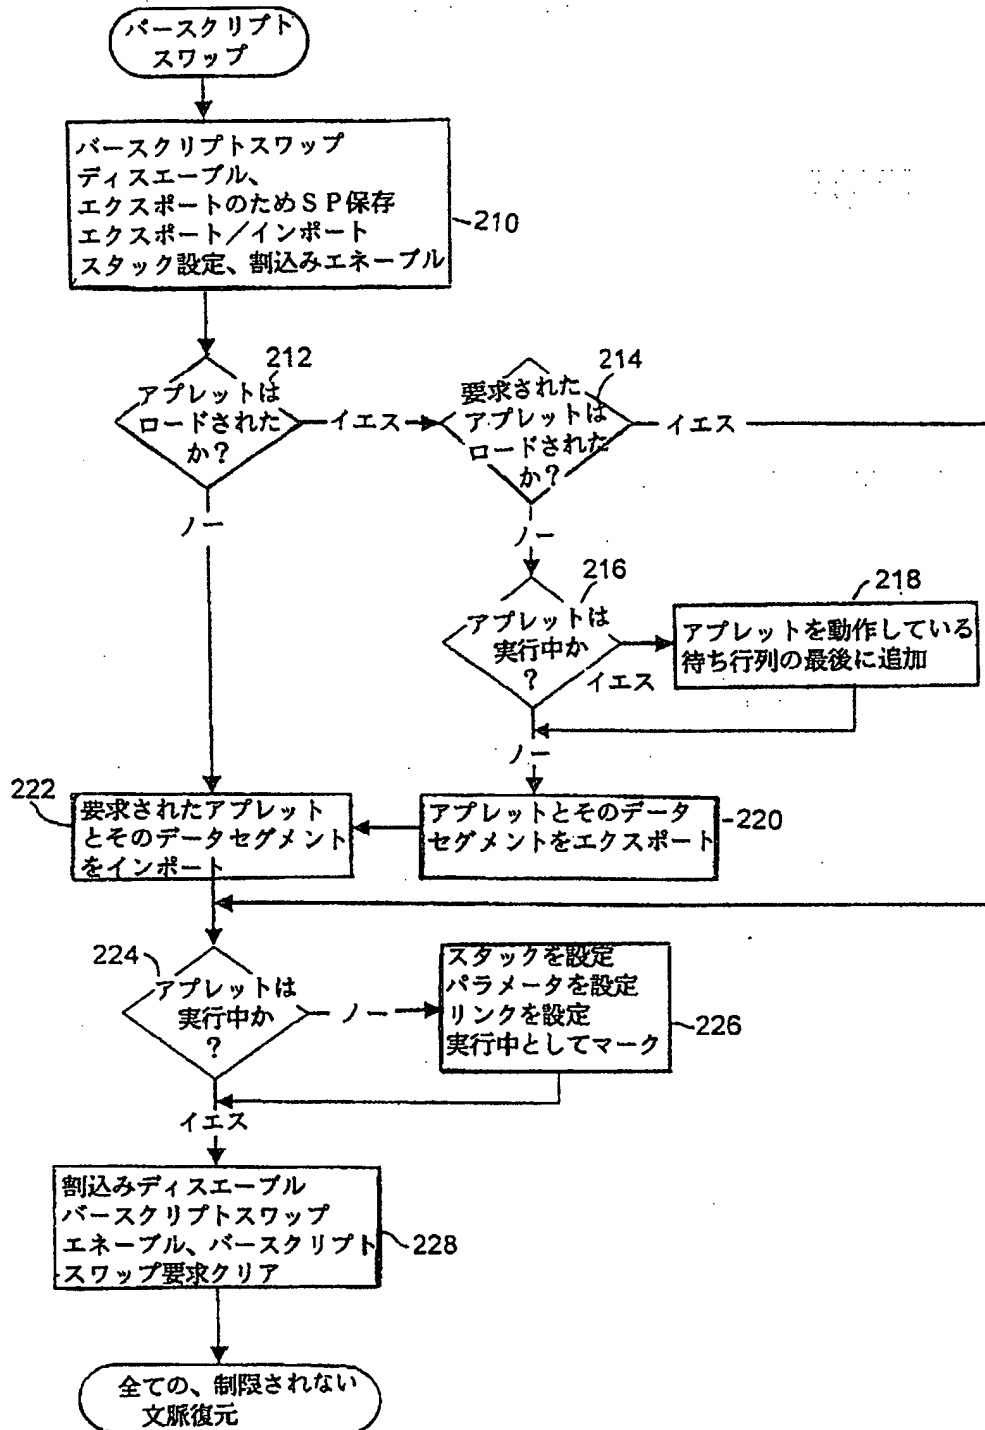 バースクリプト
スワップ
バースクリプトスワップ
ディスエーブル、
エクスポートのためSP保存
エクスポート/インポート
スタック設定、割込みエネーブル
210
212
アプレットは
ロードされた
か?
イエス
ノー
214
要求された
アプレットは
ロードされた
か?
イエス
ノー
216
アプレットは
実行中か
?
イエス
ノー
218
アプレットを動作している
待ち行列の最後に追加
222
要求されたアプレット
とそのデータセグメント
をインポート
アプレットとそのデータ
セグメントをエクスポート
220
224
アプレットは
実行中か
?
ノー
イエス
スタックを設定
パラメータを設定
リンクを設定
実行中としてマーク
226
割込みディスエーブル
バースクリプトスワップ
エネーブル、バースクリプト
スワップ要求クリア
228
全ての、制限されない
文脈復元